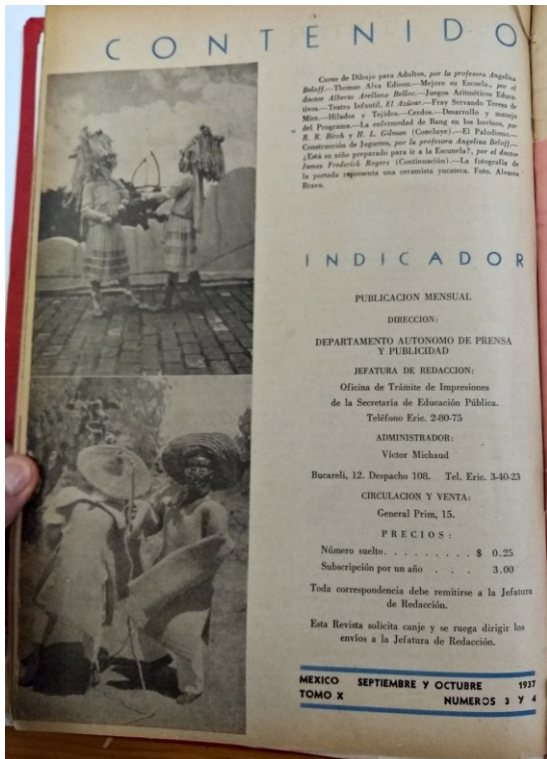 CONTENIDO
Curso de Dibujo para Adultos, por la profesora Angelina
Beloff.—Thomas Alva Edison.—Mejore su Escuela., por el
doctor Alberto Arellano Belloc.—Juegos Aritméticos Educa-
tivos.—Teatro Infantil, El Azúcar.—Fray Servando Teresa de
Mier.—Hilados y Tejidos.—Cerdos.—Desarrollo y manejo
del Programa.—La enfermedad de Bang en los bovinos, por
R. R. Birch y H. L. Gilman (Concluye).—El Paludismo.—
Construcción de Juguetes, por la profesora Angelina Beloff.—
¿Está su niño preparado para ir a la Escuela?, por el doctor
James Frederick Rogers (Continuación).—La fotografía de
la portada representa una ceramista yucateca. Foto. Alvarez
Bravo.
INDICADOR
PUBLICACION MENSUAL
DIRECCION:
DEPARTAMENTO AUTONOMO DE PRENSA
Y PUBLICIDAD
JEFATURA DE REDACCION:
Oficina de Trámite de Impresiones
de la Secretaría de Educación Pública.
Teléfono Eric. 2-80-75
ADMINISTRADOR:
Víctor Michaud
Bucareli, 12. Despacho 108. Tel. Eric. 3-40-23
CIRCULACION Y VENTA:
General Prim, 15.
PRECIOS:
Número suelto. . . . . . . . . $ 0.25
Subscripción por un año . . . 3.00
Toda correspondencia debe remitirse a la Jefatura
de Redacción.
Esta Revista solicita canje y se ruega dirigir los
envíos a la Jefatura de Redacción.
MEXICO SEPTIEMBRE Y OCTUBRE 1937
TOMO X NUMEROS 3 Y 4